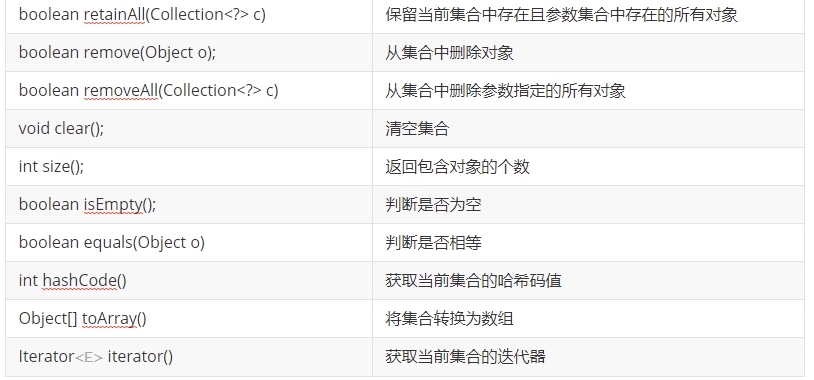 boolean retainAll(Collection<?> c) 保留当前集合中存在且参数集合中存在的所有对象
boolean remove(Object o); 从集合中删除对象
boolean removeAll(Collection<?> c) 从集合中删除参数指定的所有对象
void clear(); 清空集合
int size(); 返回包含对象的个数
boolean isEmpty(); 判断是否为空
boolean equals(Object o) 判断是否相等
int hashCode() 获取当前集合的哈希码值
Object[] toArray() 将集合转换为数组
Iterator<E> iterator() 获取当前集合的迭代器